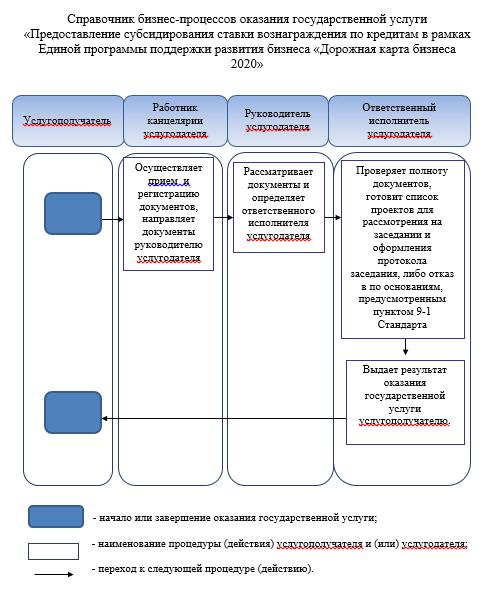 Справочник бизнес-процессов оказания государственной услуги
«Предоставление субсидирования ставки вознаграждения по кредитам в рамках
Единой программы поддержки развития бизнеса «Дорожная карта бизнеса
2020»
Услугополучатель
Работник
канцелярии
услугодателя
Руководитель
услугодателя
Ответственный
исполнитель
услугодателя
Осуществляет
прием и
регистрацию
документов,
направляет
документы
руководителю
услугодателя
Рассматривает
документы и
определяет
ответственного
исполнителя
услугодателя
Проверяет полноту
документов,
готовит список
проектов для
рассмотрения на
заседании и
оформления
протокола
заседания, либо отказ
в по основаниям,
предусмотренным
пунктом 9-1
Стандарта
Выдает результат
оказания
государственной
услуги
услугополучателю.
- начало или завершение оказания государственной услуги;
- наименование процедуры (действия) услугополучателя и (или) услугодателя;
- переход к следующей процедуре (действию).